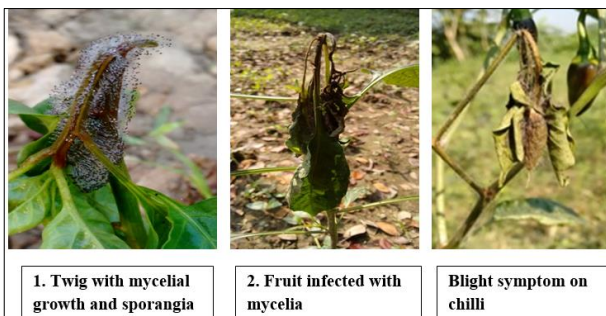 1. Twig with mycelial
growth and sporangia
2. Fruit infected with
mycelia
Blight symptom on
chilli